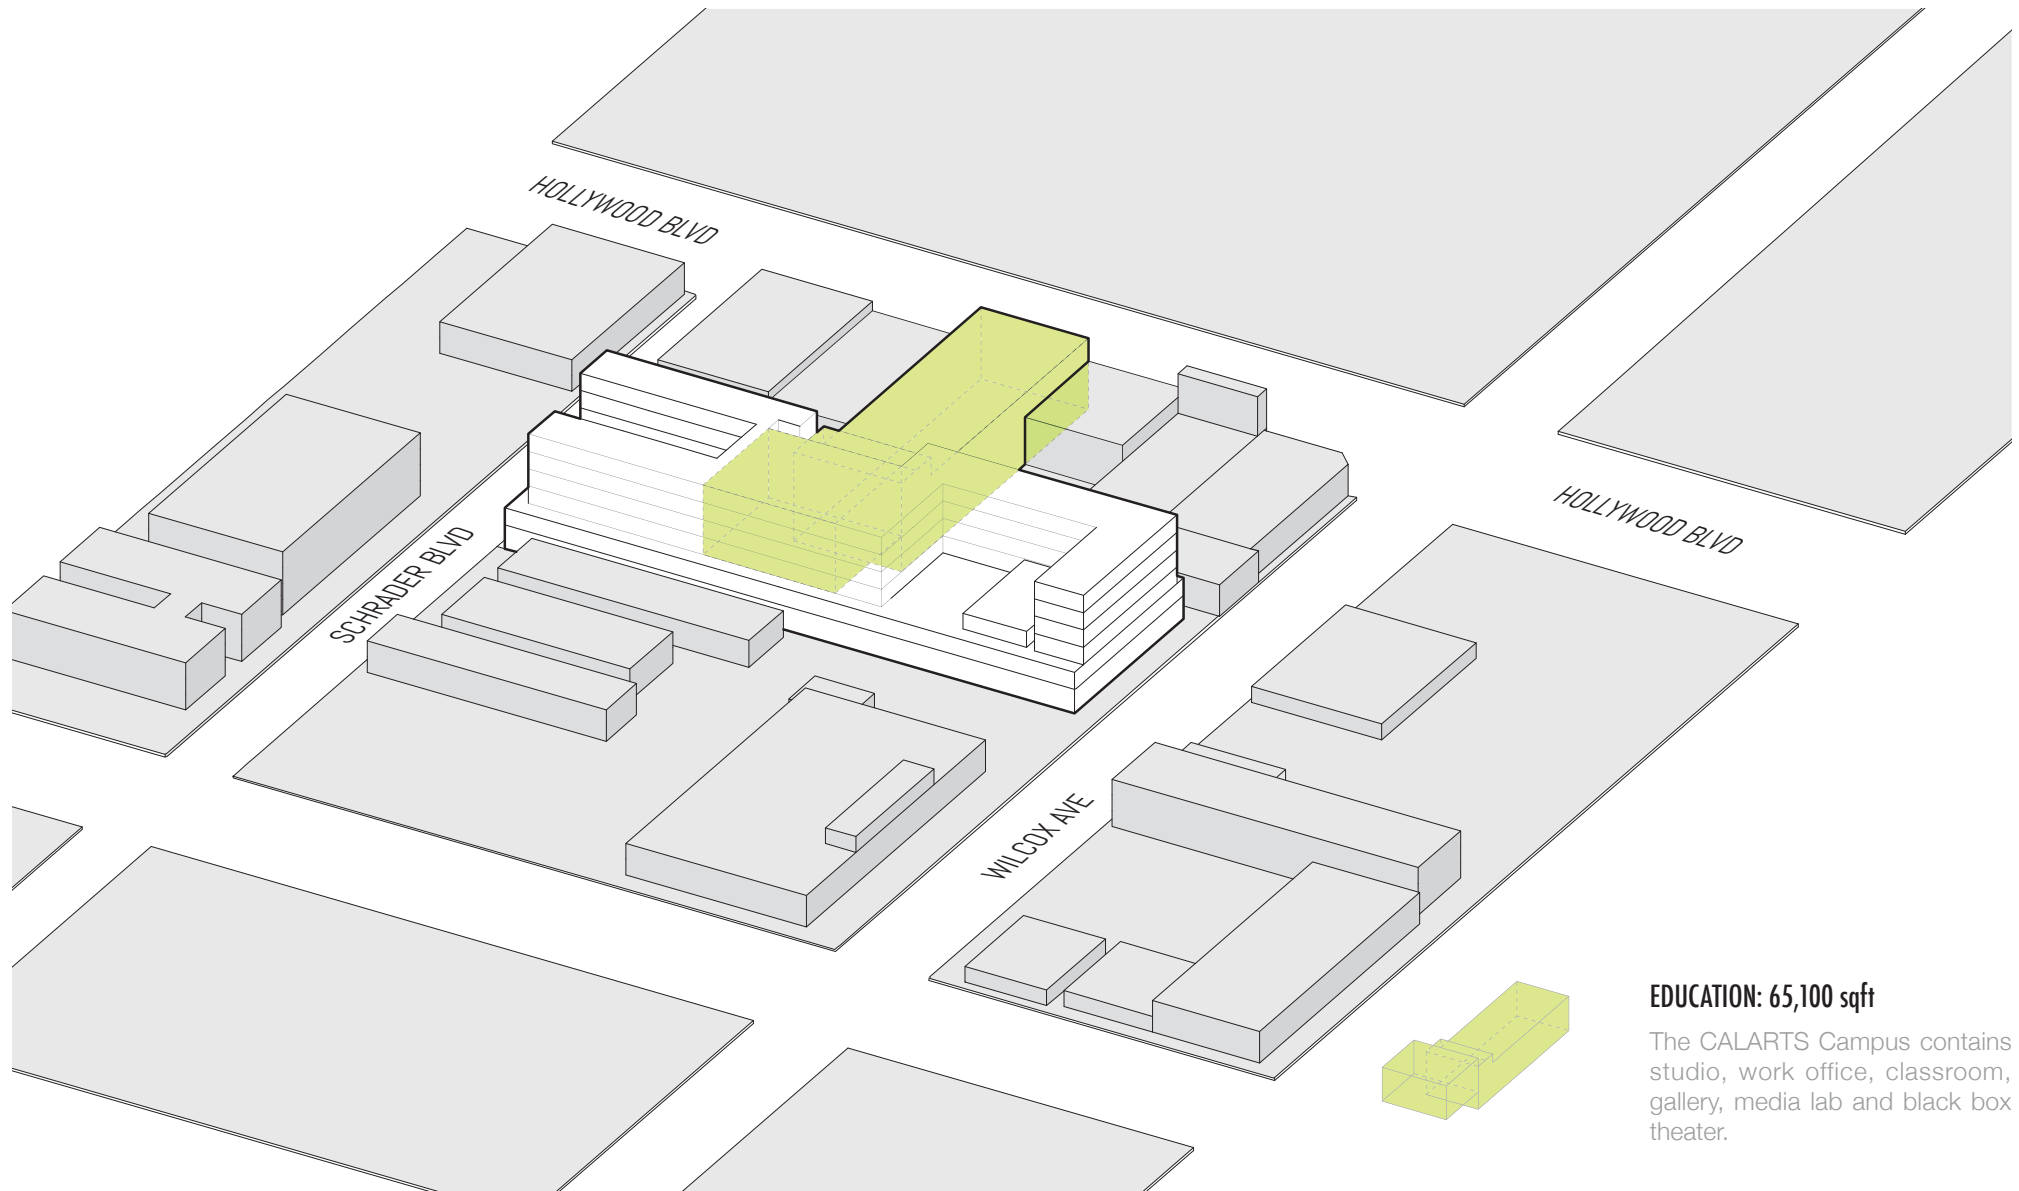 HOLLYWOOD BLVD
HOLLYWOOD BLVD
SCHRADER BLVD
WILCOX AVE
EDUCATION: 65,100 sqft
The CALARTS Campus contains
studio, work office, classroom,
gallery, media lab and black box
theater.